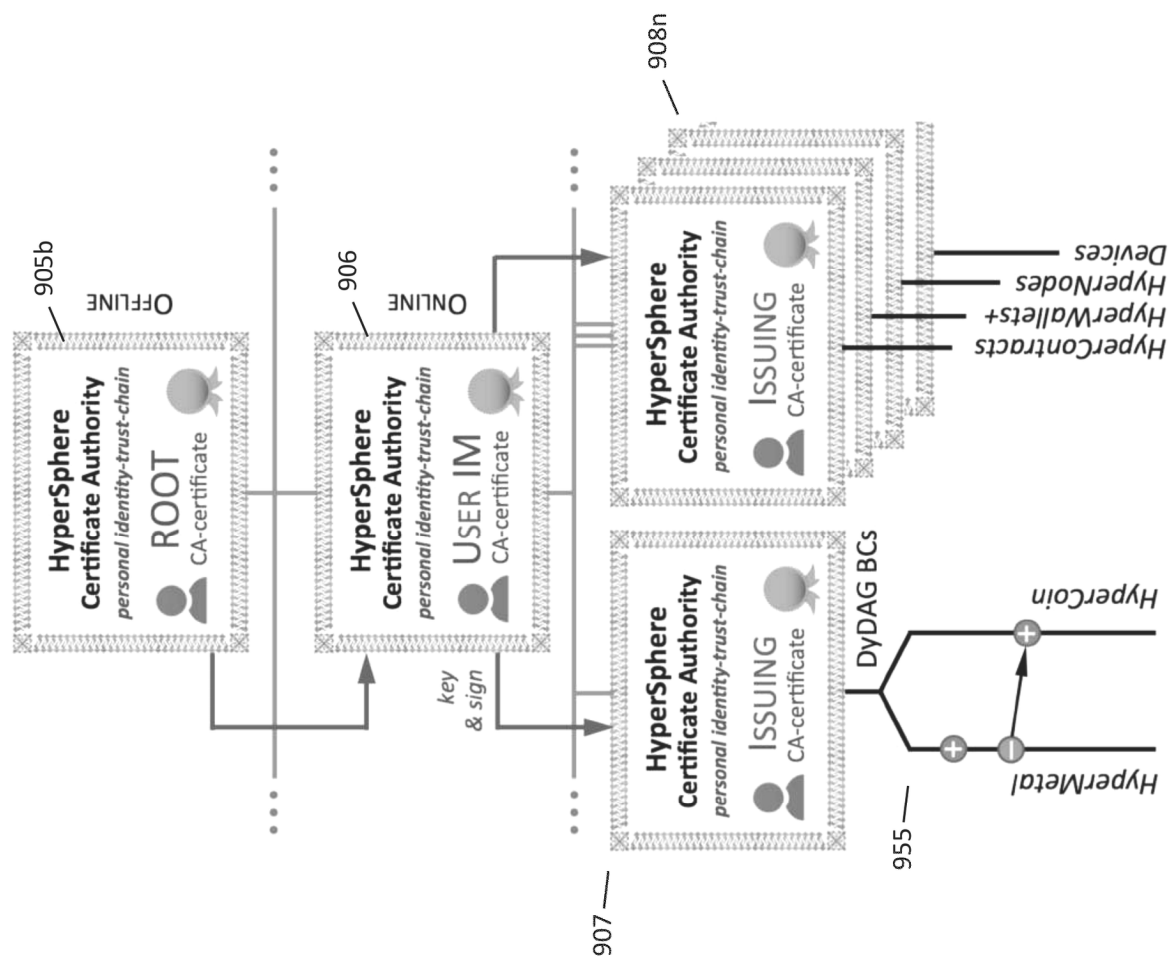 905b
OFFLINE
HyperSphere
Certificate Authority
personal identity-trust-chain
ROOT
CA-certificate
906
ONLINE
HyperSphere
Certificate Authority
personal identity-trust-chain
USER IM
CA-certificate
key
& sign
907
HyperSphere
Certificate Authority
personal identity-trust-chain
ISSUING
CA-certificate
908n
HyperSphere
Certificate Authority
personal identity-trust-chain
ISSUING
CA-certificate
DyDAG BCs
955
+
−
+
HyperMetal
HyperCoin
HyperContracts
HyperWallets+
HyperNodes
Devices